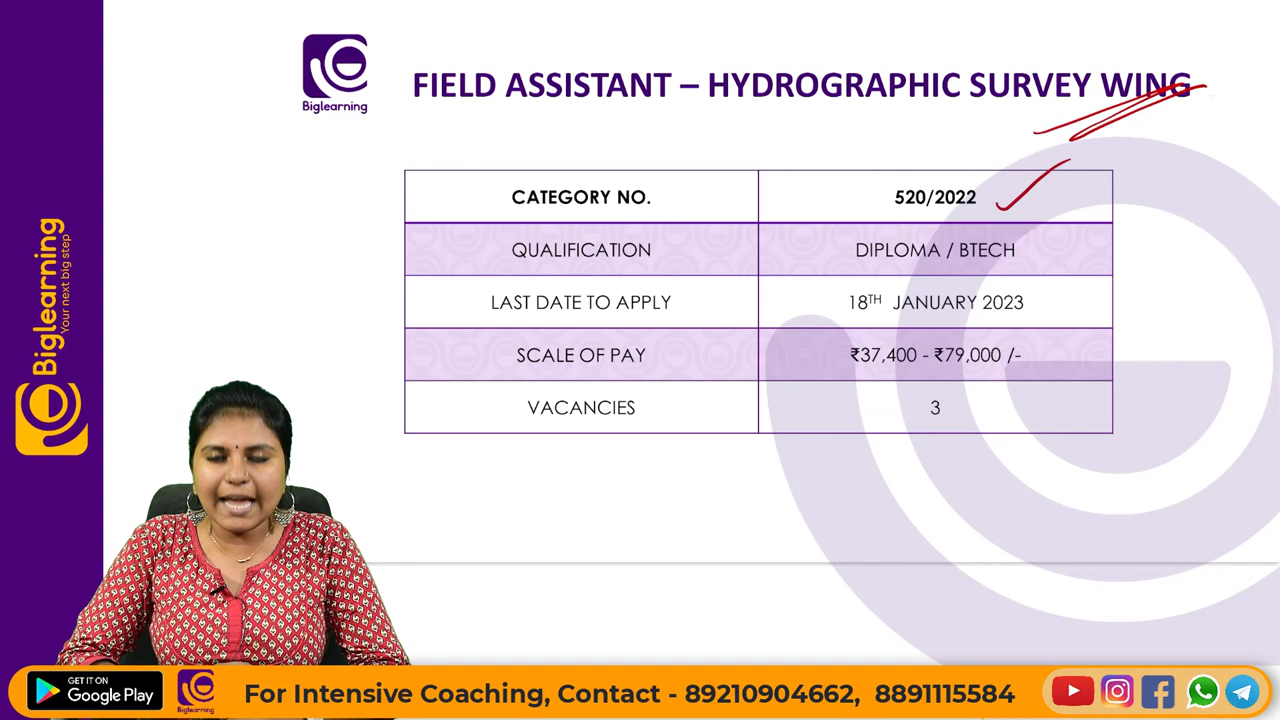 Biglearning
FIELD ASSISTANT – HYDROGRAPHIC SURVEY WING
CATEGORY NO. 520/2022
QUALIFICATION DIPLOMA / BTECH
LAST DATE TO APPLY 18TH JANUARY 2023
SCALE OF PAY ₹37,400 - ₹79,000 /-
VACANCIES 3
Biglearning
Your next big step
GET IT ON
Google Play
Biglearning
For Intensive Coaching, Contact - 89210904662, 8891115584